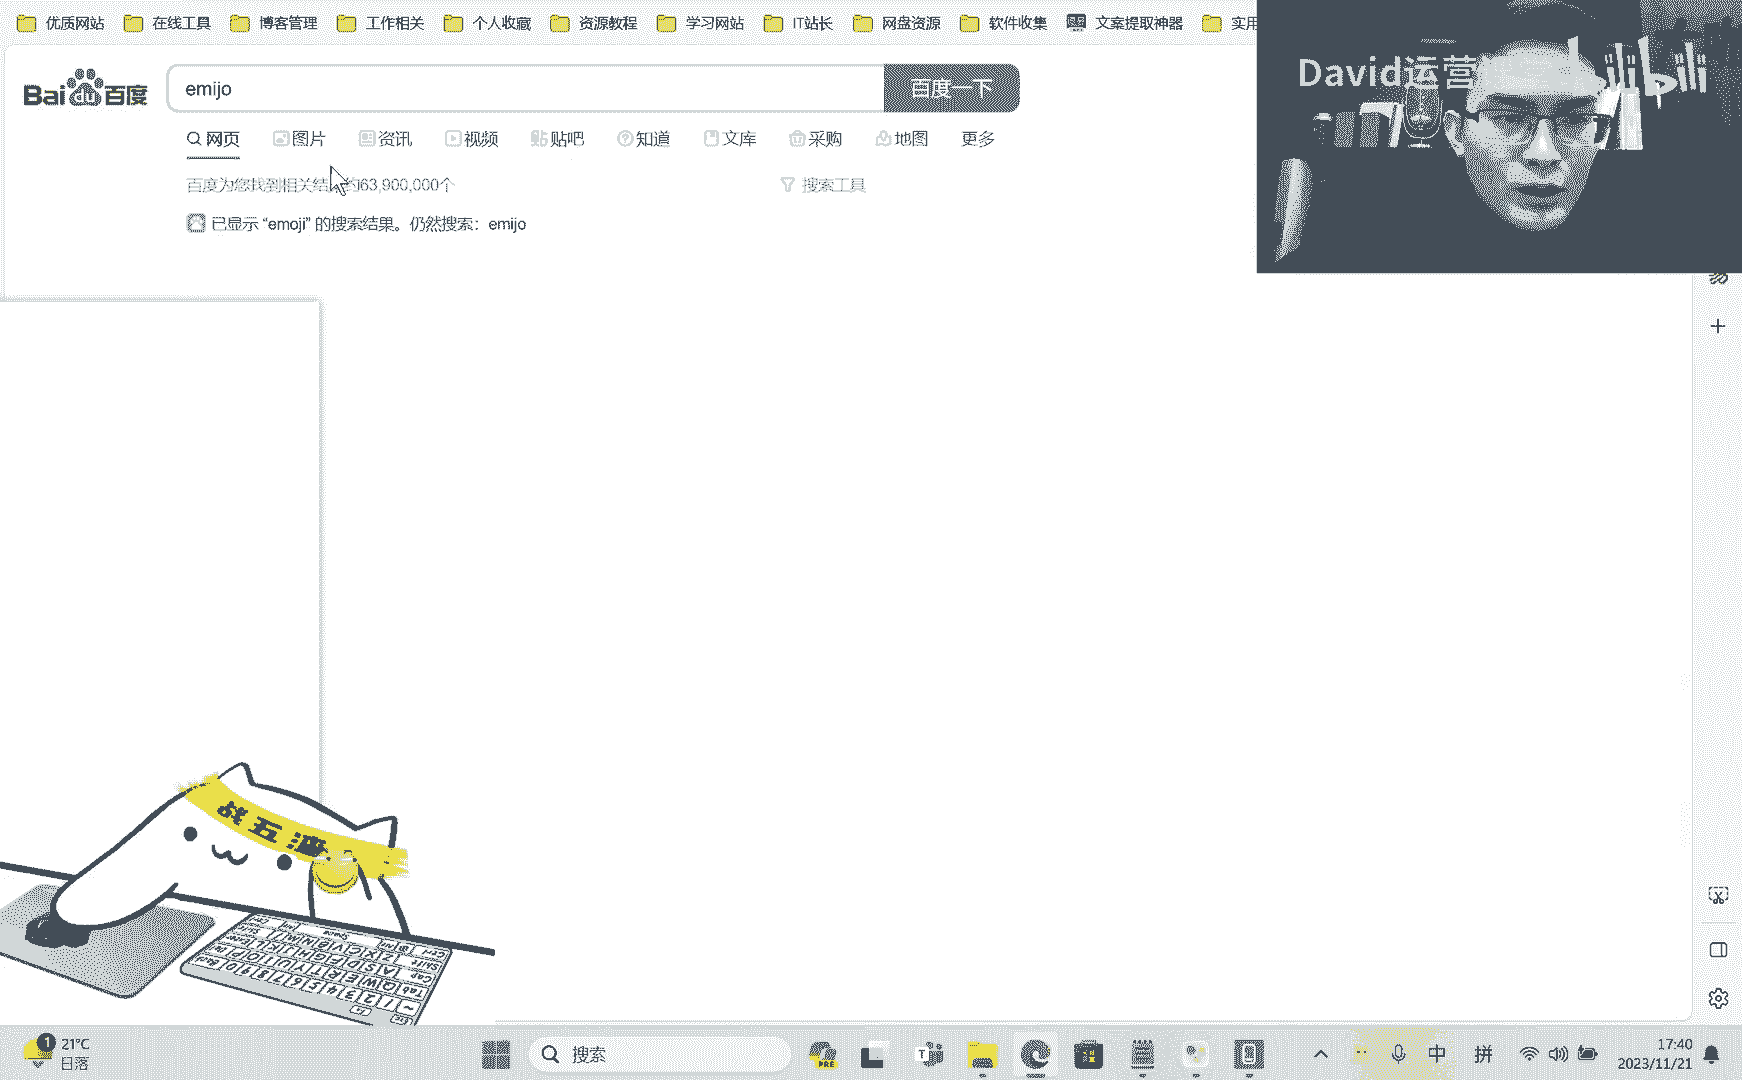 优质网站 在线工具 博客管理 工作相关 个人收藏 资源教程 学习网站 IT站长 网盘资源 软件收集 文案提取神器 实用
David运营 bilibili
Bai du 百度 emijo 百度一下
网页 图片 资讯 视频 贴吧 知道 文库 采购 地图 更多
百度为您找到相关结 约63,900,000个 搜索工具
已显示 “emoji” 的搜索结果。仍然搜索：emijo
战五渣
1 21°C
日落
搜索
PRE
中 拼
17:40
2023/11/21